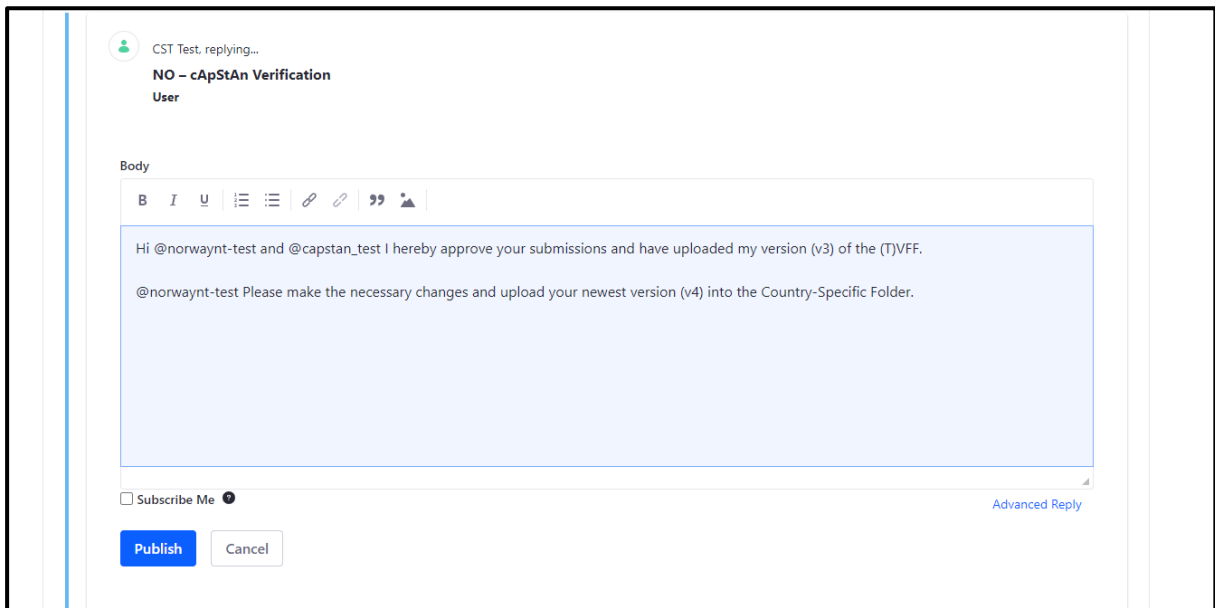 CST Test, replying...
NO – cApStAn Verification
User
Body
B I U
Hi @norwaynt-test and @capstan_test I hereby approve your submissions and have uploaded my version (v3) of the (T)VFF.
@norwaynt-test Please make the necessary changes and upload your newest version (v4) into the Country-Specific Folder.
Subscribe Me ?
Advanced Reply
Publish Cancel